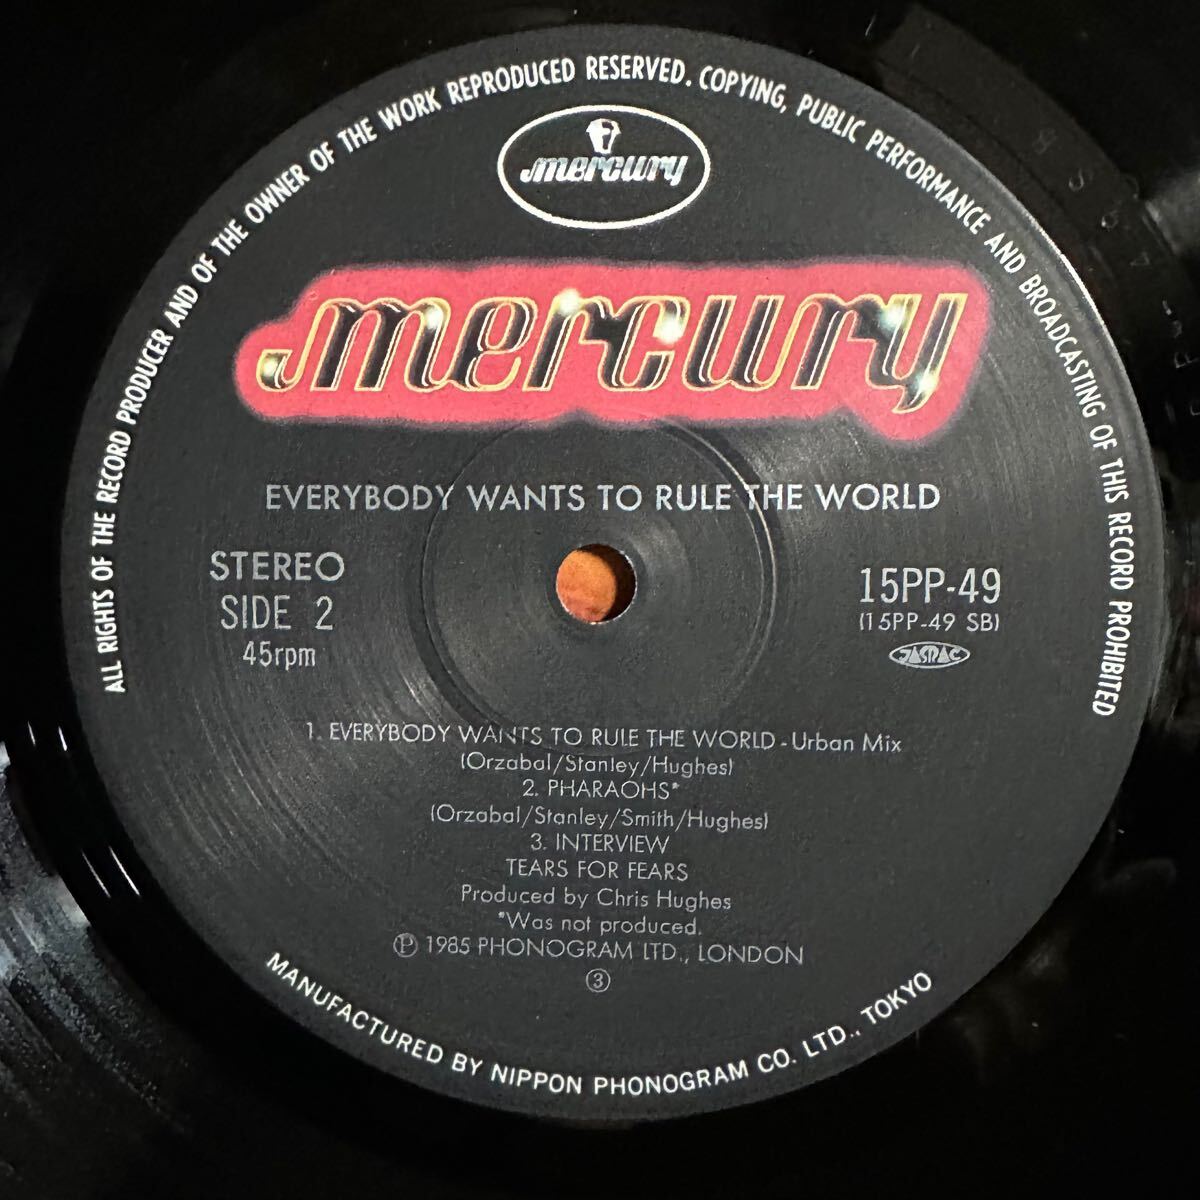 ALL RIGHTS OF THE RECORD PRODUCER AND OF THE OWNER OF THE WORK REPRODUCED RESERVED. COPYING, PUBLIC PERFORMANCE AND BROADCASTING OF THIS RECORD PROHIBITED
mercury
mercury
EVERYBODY WANTS TO RULE THE WORLD
STEREO
SIDE 2
45rpm
15PP-49
(15PP-49 SB)
JASRAC
1. EVERYBODY WANTS TO RULE THE WORLD - Urban Mix
(Orzabal/Stanley/Hughes)
2. PHARAOHS*
(Orzabal/Stanley/Smith/Hughes)
3. INTERVIEW
TEARS FOR FEARS
Produced by Chris Hughes
*Was not produced.
Ⓟ 1985 PHONOGRAM LTD., LONDON
③
MANUFACTURED BY NIPPON PHONOGRAM CO. LTD., TOKYO